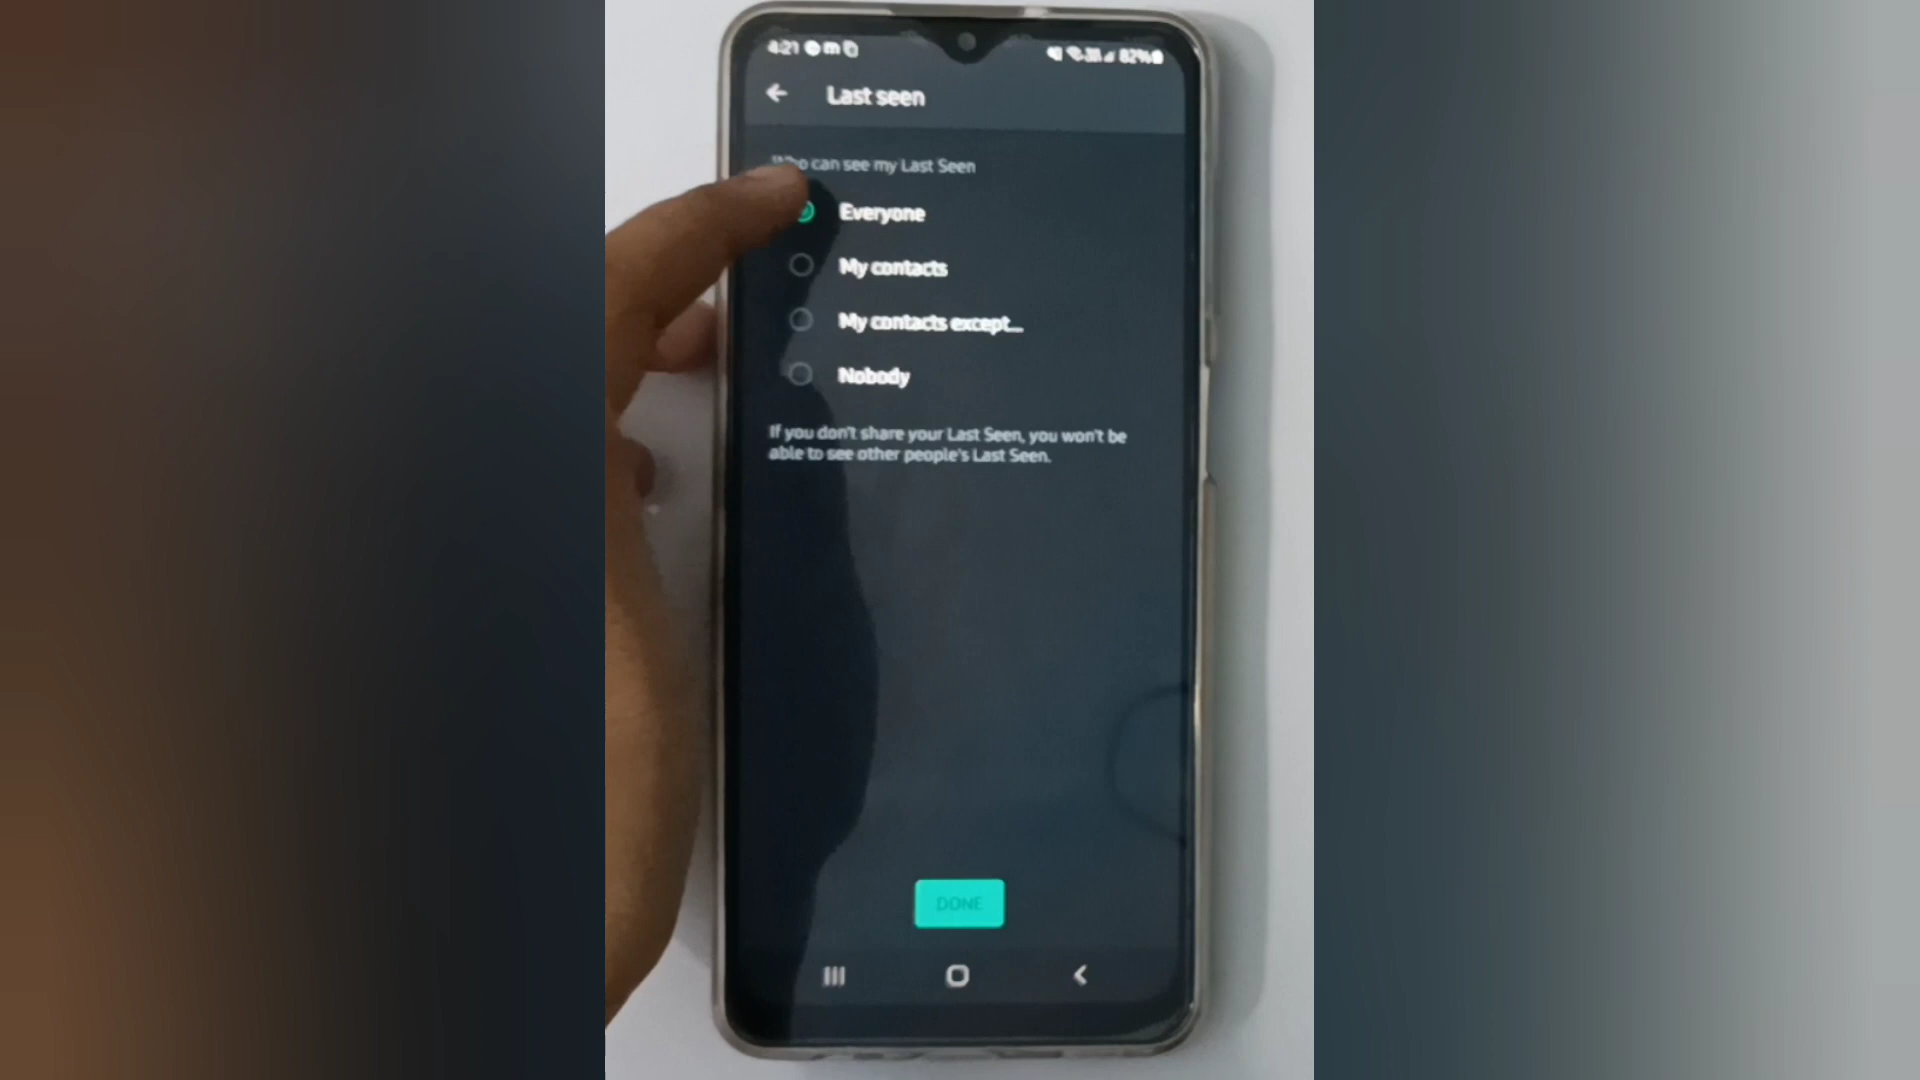 4:21 82%
Last seen
Who can see my Last Seen
Everyone
My contacts
My contacts except...
Nobody
If you don't share your Last Seen, you won't be
able to see other people's Last Seen.
DONE